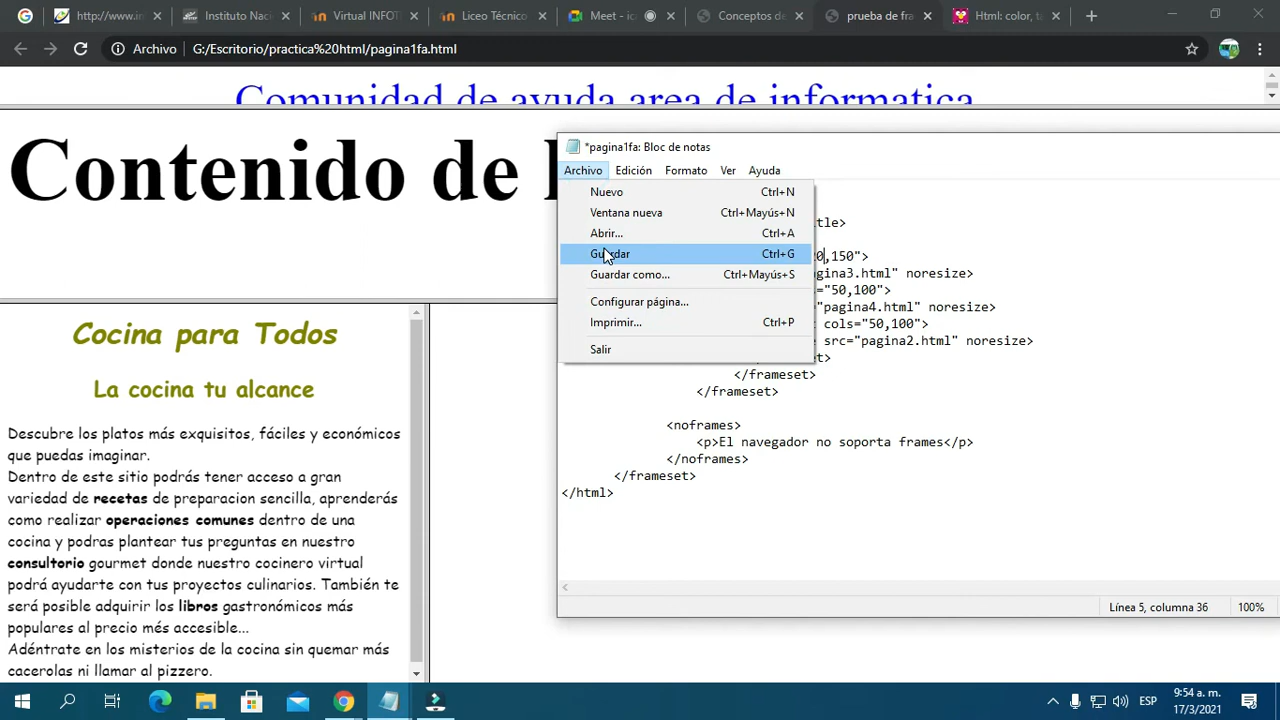 http://www.in
Instituto Nac
Virtual INFOT
Liceo Técnico
Meet - ic
Conceptos de
prueba de fra
Html: color, ta
Archivo G:/Escritorio/practica%20html/pagina1fa.html
Comunidad de ayuda area de informatica
Contenido de l
*pagina1fa: Bloc de notas
Archivo Edición Formato Ver Ayuda
Nuevo Ctrl+N
Ventana nueva Ctrl+Mayús+N
Abrir... Ctrl+A
Guardar Ctrl+G
Guardar como... Ctrl+Mayús+S
Configurar página...
Imprimir... Ctrl+P
Salir
tle>
20,150">
gina3.html" noresize>
="50,100">
"pagina4.html" noresize>
cols="50,100">
e src="pagina2.html" noresize>
t>
</frameset>
</frameset>
<noframes>
<p>El navegador no soporta frames</p>
</noframes>
</frameset>
</html>
Línea 5, columna 36 100%
Cocina para Todos
La cocina tu alcance
Descubre los platos más exquisitos, fáciles y económicos
que puedas imaginar.
Dentro de este sitio podrás tener acceso a gran
variedad de recetas de preparacion sencilla, aprenderás
como realizar operaciones comunes dentro de una
cocina y podras plantear tus preguntas en nuestro
consultorio gourmet donde nuestro cocinero virtual
podrá ayudarte con tus proyectos culinarios. También te
será posible adquirir los libros gastronómicos más
populares al precio més accesible...
Adéntrate en los misterios de la cocina sin quemar más
cacerolas ni llamar al pizzero.
ESP
9:54 a. m.
17/3/2021